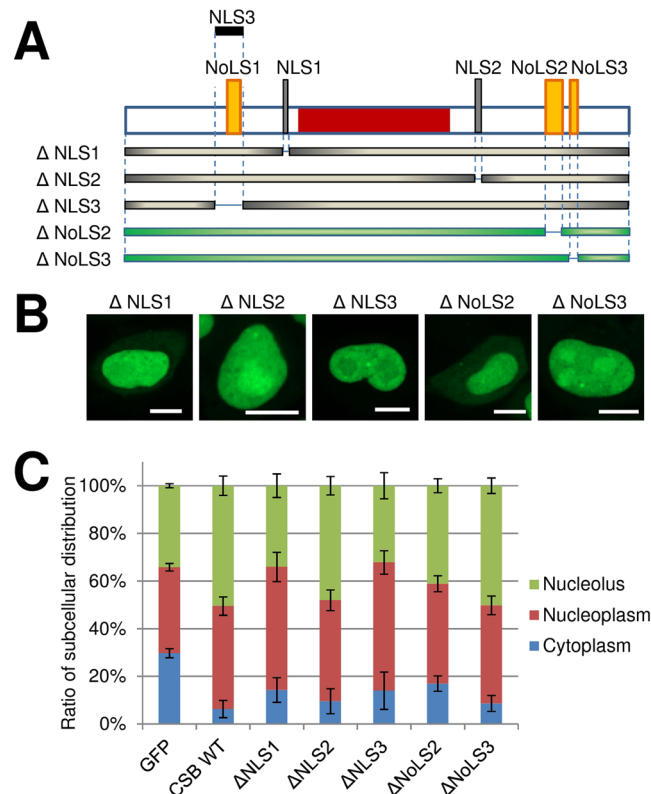 A
NLS3
NoLS1 NLS1 NLS2 NoLS2 NoLS3
Δ NLS1
Δ NLS2
Δ NLS3
Δ NoLS2
Δ NoLS3
B
Δ NLS1 Δ NLS2 Δ NLS3 Δ NoLS2 Δ NoLS3
C
Ratio of subcellular distribution
100%
80%
60%
40%
20%
0%
Nucleolus
Nucleoplasm
Cytoplasm
GFP CSB WT ΔNLS1 ΔNLS2 ΔNLS3 ΔNoLS2 ΔNoLS3